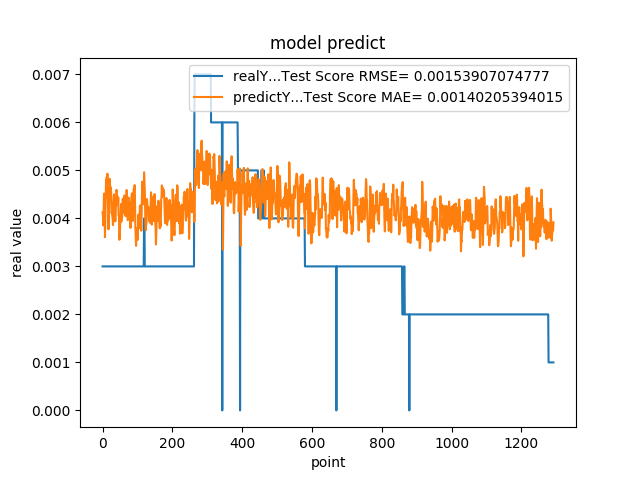 model predict
realY...Test Score RMSE= 0.00153907074777
predictY...Test Score MAE= 0.00140205394015
0.007
0.006
0.005
0.004
0.003
0.002
0.001
0.000
real value
0 200 400 600 800 1000 1200
point